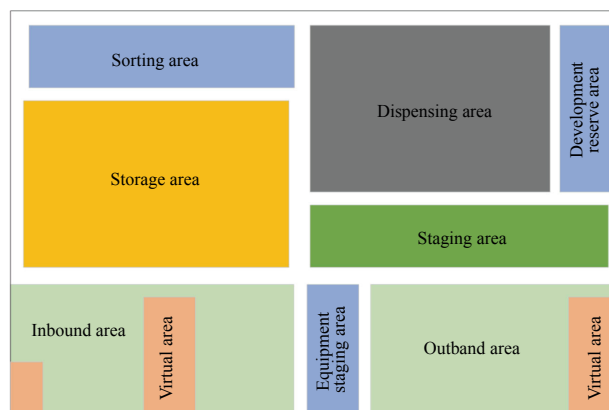 Sorting area
Dispensing area
Development
reserve area
Storage area
Staging area
Inbound area
Virtual area
Equipment
staging area
Outband area
Virtual area